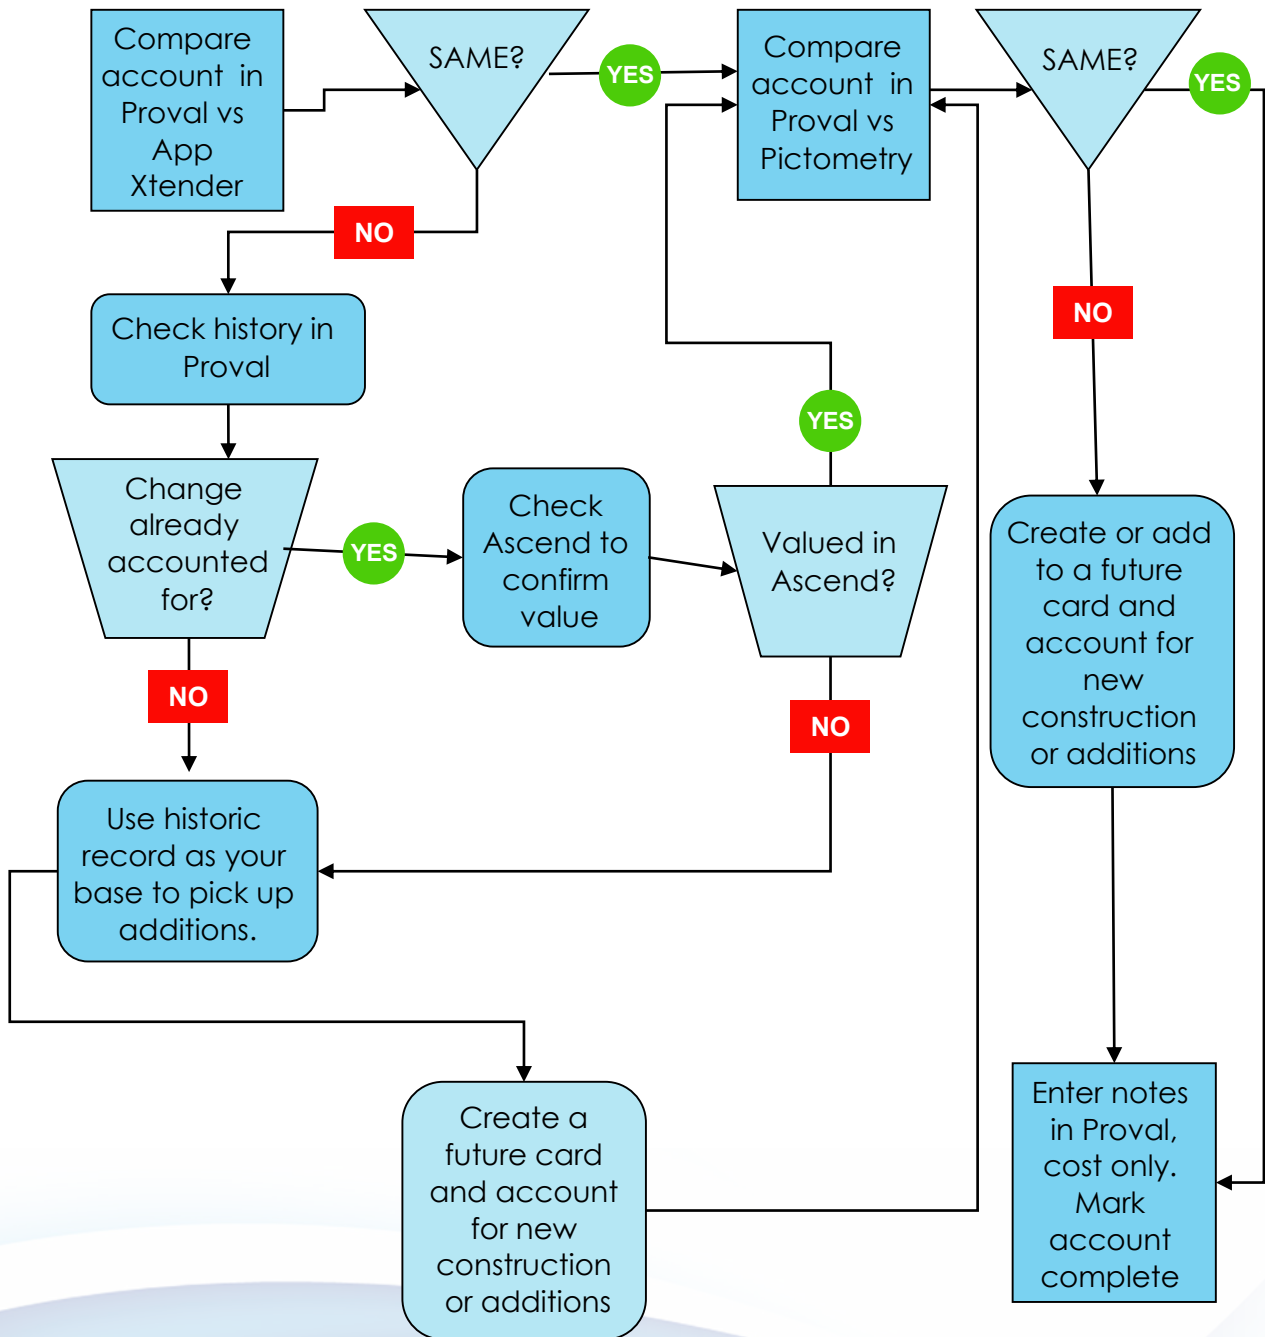 Compare
account in
Proval vs
App
Xtender
SAME?
YES
Compare
account in
Proval vs
Pictometry
SAME?
YES
NO
NO
Check history in
Proval
YES
Change
already
accounted
for?
YES
Check
Ascend to
confirm
value
Valued in
Ascend?
Create or add
to a future
card and
account for
new
construction
or additions
NO
NO
Use historic
record as your
base to pick up
additions.
Create a
future card
and account
for new
construction
or additions
Enter notes
in Proval,
cost only.
Mark
account
complete